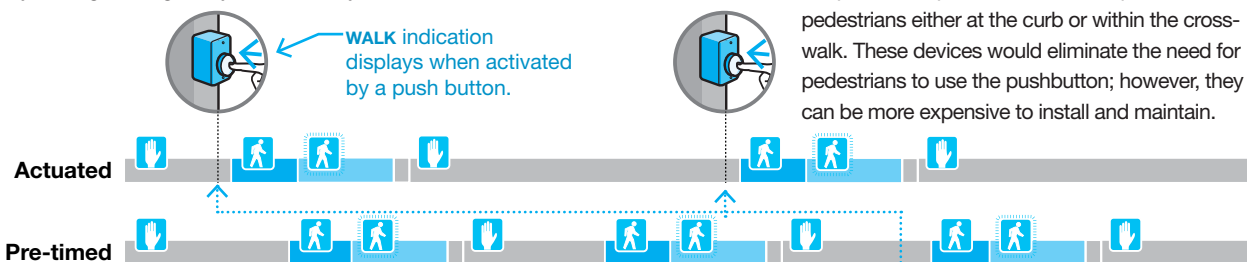 WALK indication
displays when activated
by a push button.
pedestrians either at the curb or within the cross-
walk. These devices would eliminate the need for
pedestrians to use the pushbutton; however, they
can be more expensive to install and maintain.
Actuated
Pre-timed